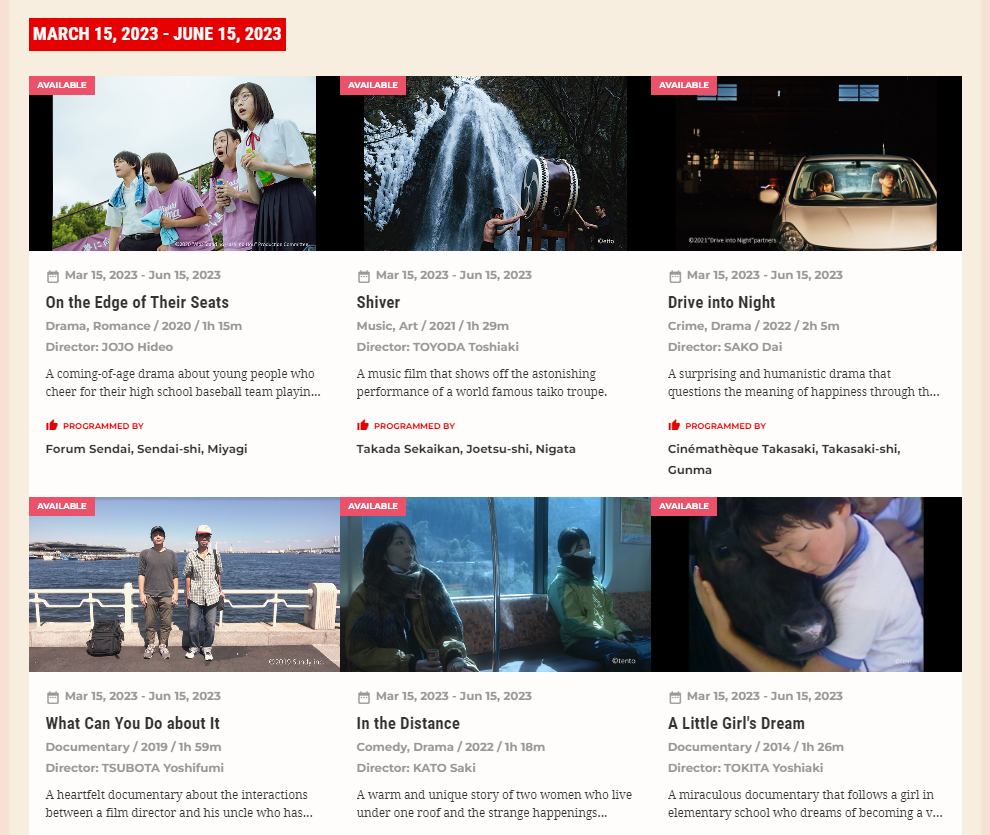 MARCH 15, 2023 - JUNE 15, 2023
AVAILABLE
AVAILABLE
AVAILABLE
Production Committee
©tento
©2021"Drive into Night"partners
Mar 15, 2023 - Jun 15, 2023
On the Edge of Their Seats
Drama, Romance / 2020 / 1h 15m
Director: JOJO Hideo
A coming-of-age drama about young people who
cheer for their high school baseball team playin...
PROGRAMMED BY
Forum Sendai, Sendai-shi, Miyagi
Mar 15, 2023 - Jun 15, 2023
Shiver
Music, Art / 2021 / 1h 29m
Director: TOYODA Toshiaki
A music film that shows off the astonishing
performance of a world famous taiko troupe.
PROGRAMMED BY
Takada Sekaikan, Joetsu-shi, Nigata
Mar 15, 2023 - Jun 15, 2023
Drive into Night
Crime, Drama / 2022 / 2h 5m
Director: SAKO Dai
A surprising and humanistic drama that
questions the meaning of happiness through th...
PROGRAMMED BY
Cinémathèque Takasaki, Takasaki-shi,
Gunma
AVAILABLE
AVAILABLE
AVAILABLE
©2019 Sundy inc.
©tento
Mar 15, 2023 - Jun 15, 2023
What Can You Do about It
Documentary / 2019 / 1h 59m
Director: TSUBOTA Yoshifumi
A heartfelt documentary about the interactions
between a film director and his uncle who has...
Mar 15, 2023 - Jun 15, 2023
In the Distance
Comedy, Drama / 2022 / 1h 18m
Director: KATO Saki
A warm and unique story of two women who live
under one roof and the strange happenings...
Mar 15, 2023 - Jun 15, 2023
A Little Girl's Dream
Documentary / 2014 / 1h 26m
Director: TOKITA Yoshiaki
A miraculous documentary that follows a girl in
elementary school who dreams of becoming a v...